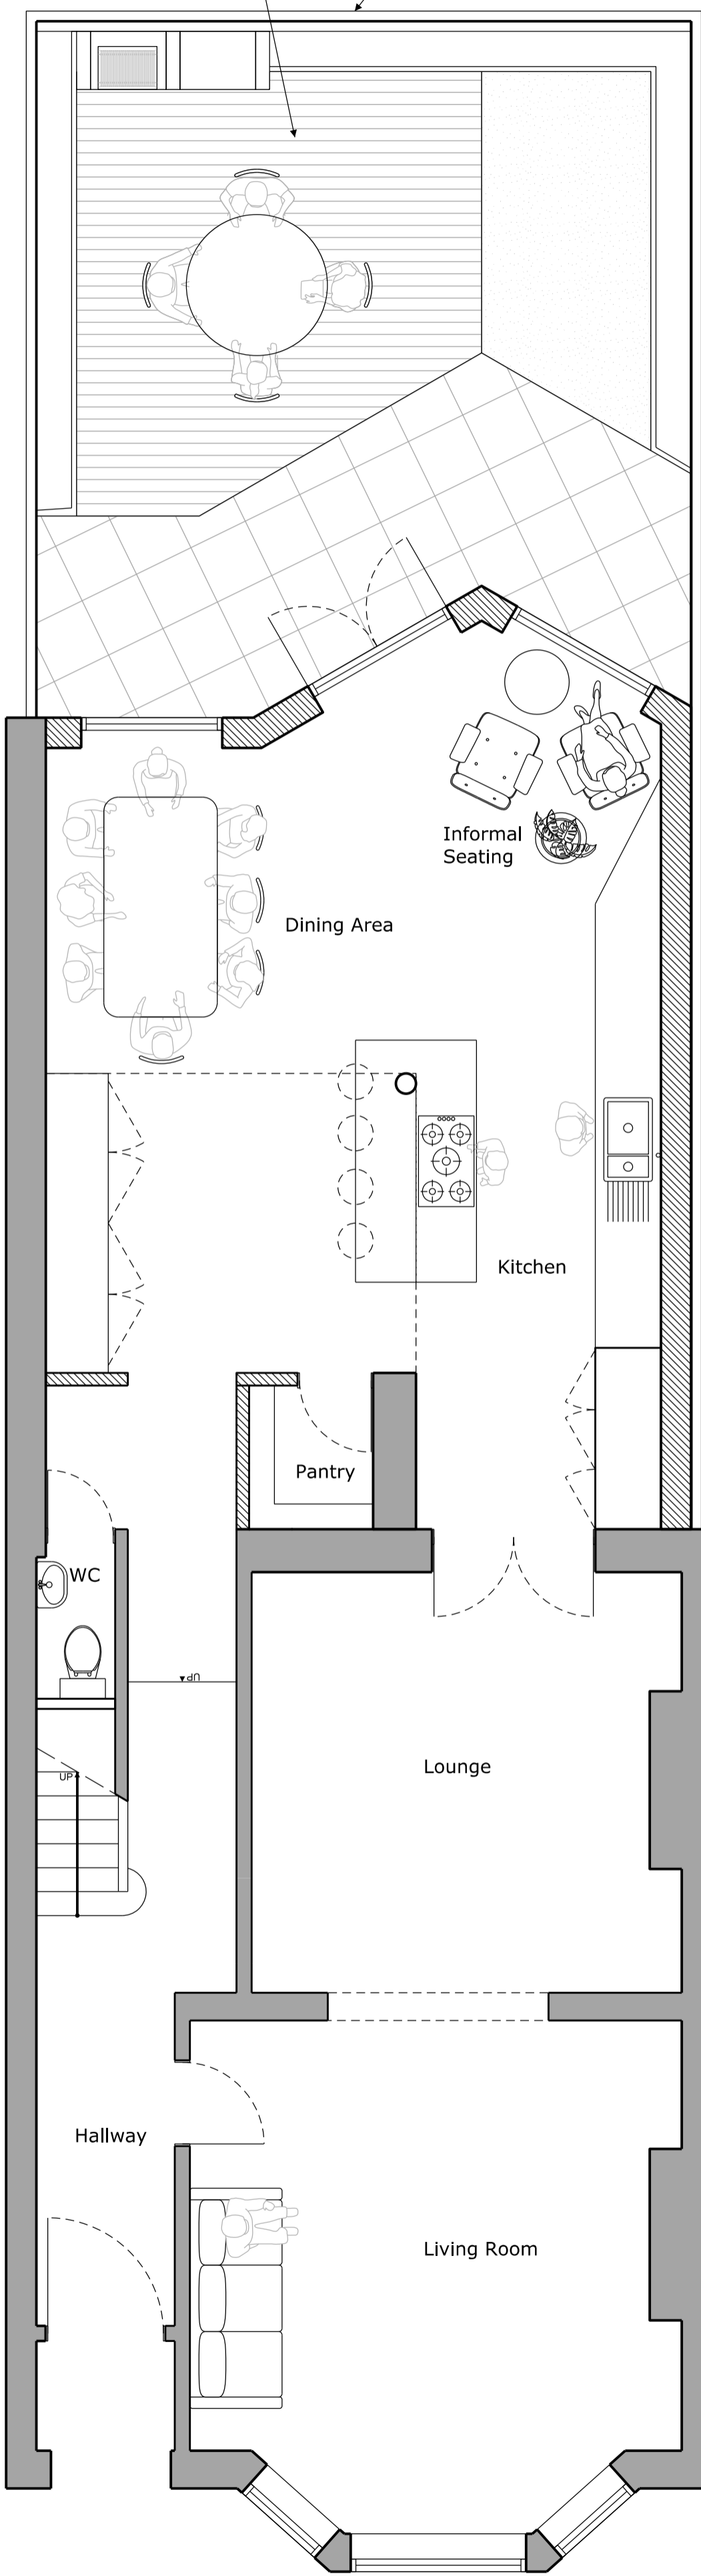 Informal
Seating
Dining Area
Kitchen
Pantry
WC
UP
Lounge
UP
Hallway
Living Room